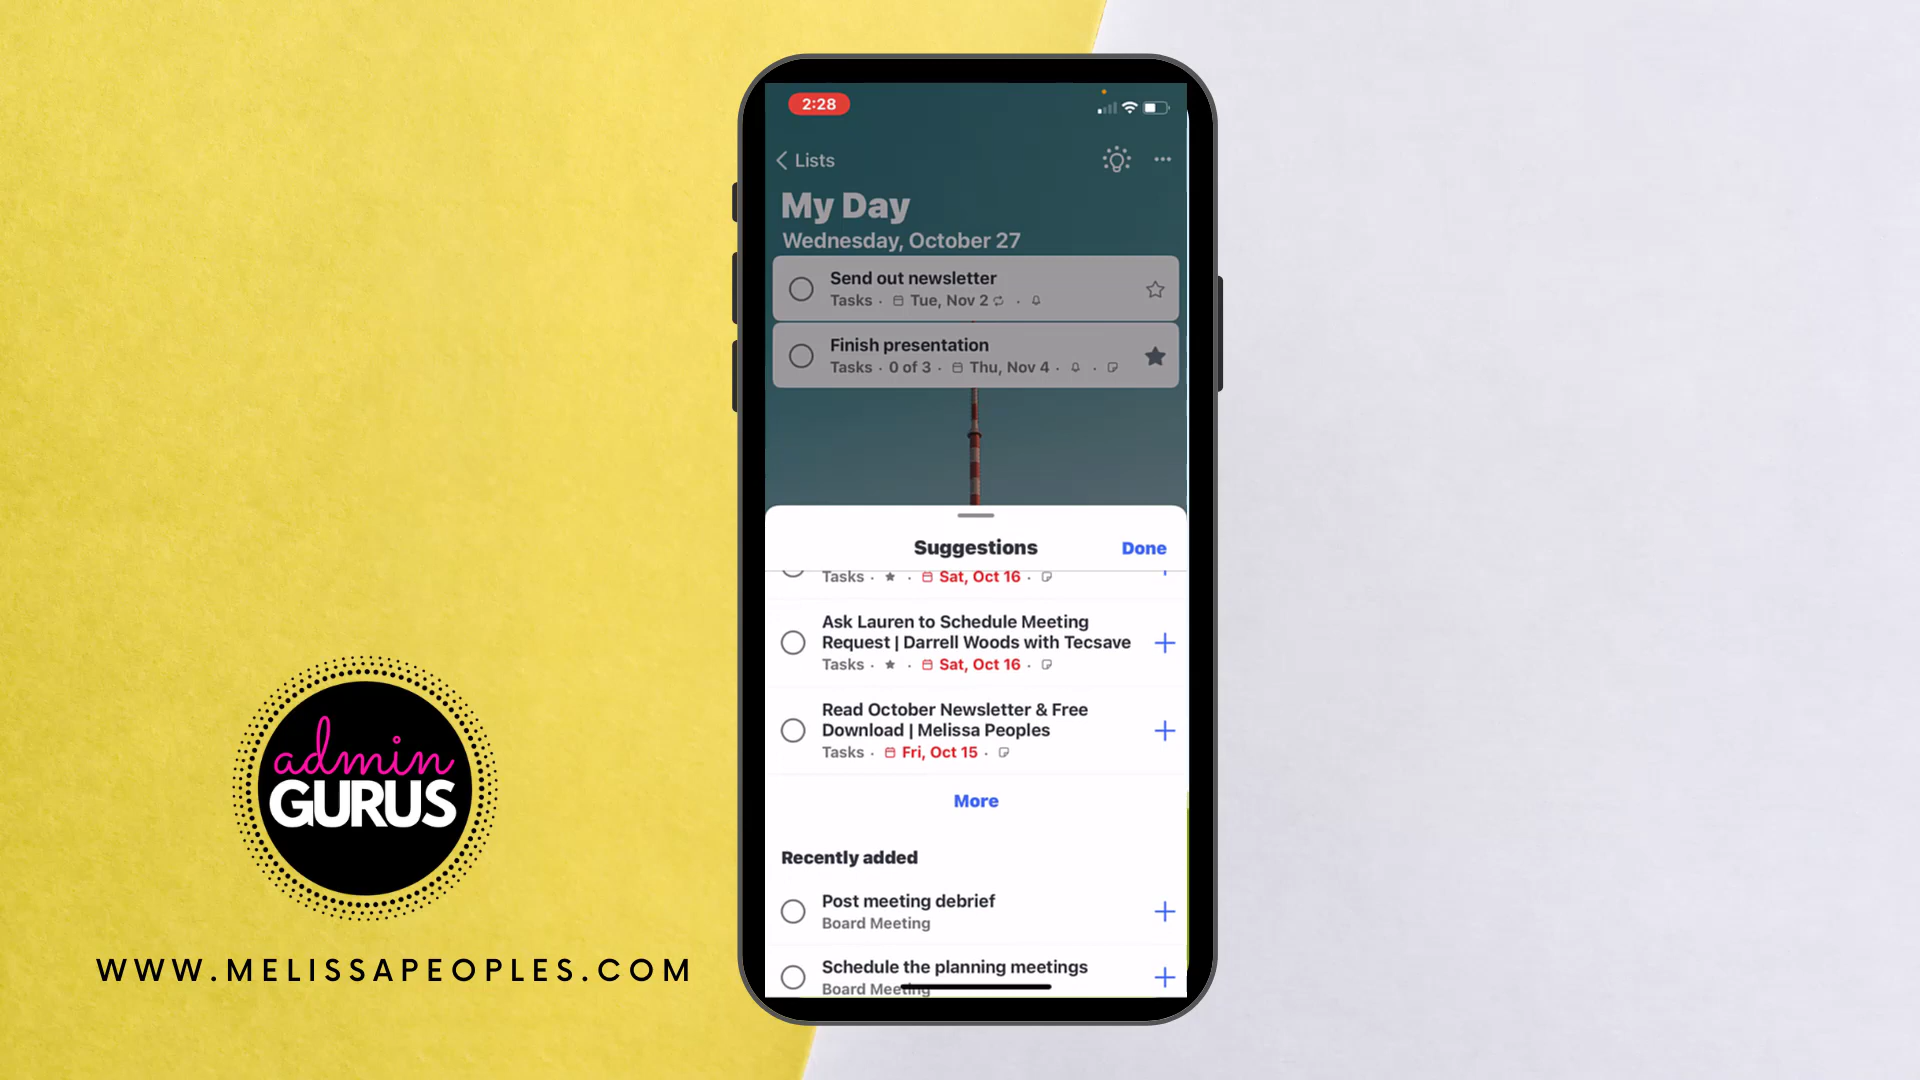 2:28
Lists
My Day
Wednesday, October 27
Send out newsletter
Tasks · Tue, Nov 2 ·
Finish presentation
Tasks · 0 of 3 · Thu, Nov 4 · ·
Suggestions
Done
Tasks · · Sat, Oct 16 ·
Ask Lauren to Schedule Meeting
Request | Darrell Woods with Tecsave
Tasks · · Sat, Oct 16 ·
Read October Newsletter & Free
Download | Melissa Peoples
Tasks · Fri, Oct 15 ·
More
Recently added
Post meeting debrief
Board Meeting
Schedule the planning meetings
Board Meeting
admin
GURUS
WWW.MELISSAPEOPLES.COM